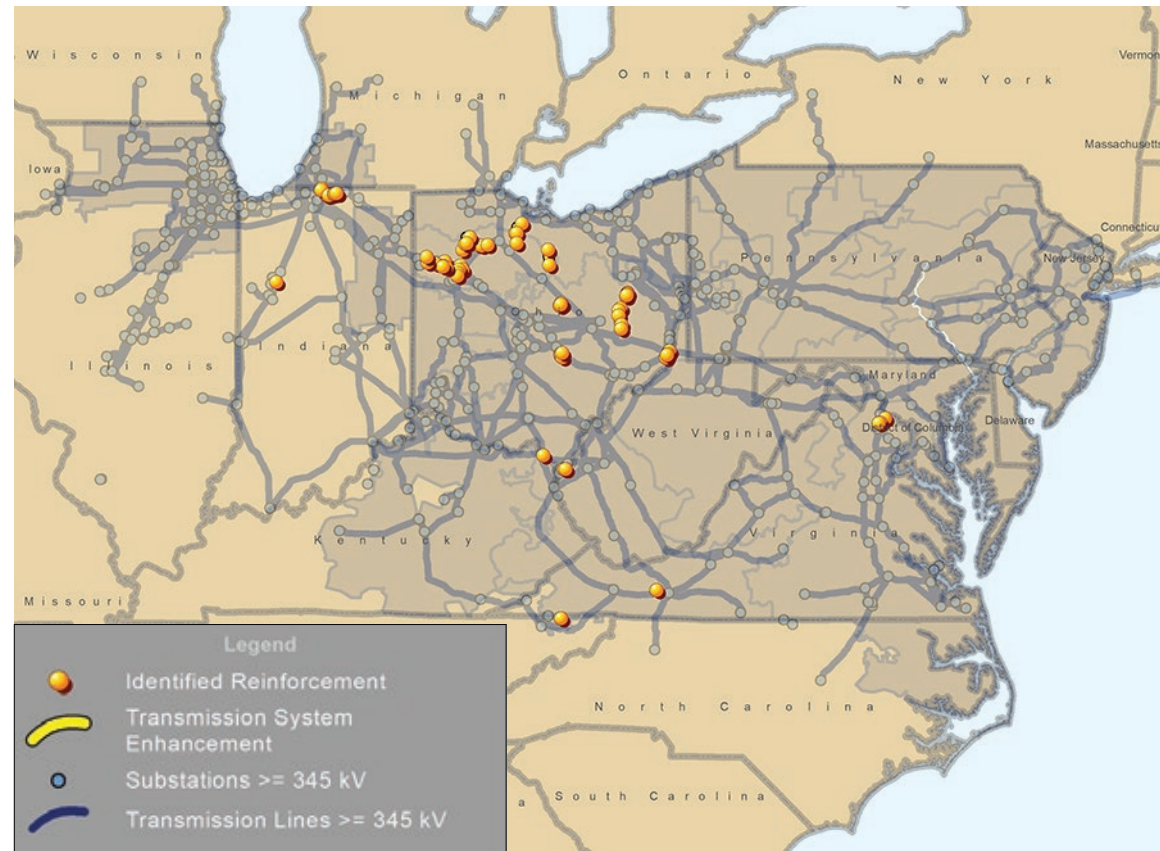 Wisconsin
Michigan
Ontario
New York
Vermon
Massachusetts
Iowa
Connecticut
Pennsylvania
New Jersey
Ohio
Indiana
Illinois
Maryland
District of Columbia
Delaware
West Virginia
Virginia
Kentucky
Missouri
North Carolina
a South Carolina
Legend
Identified Reinforcement
Transmission System
Enhancement
Substations >= 345 kV
Transmission Lines >= 345 kV